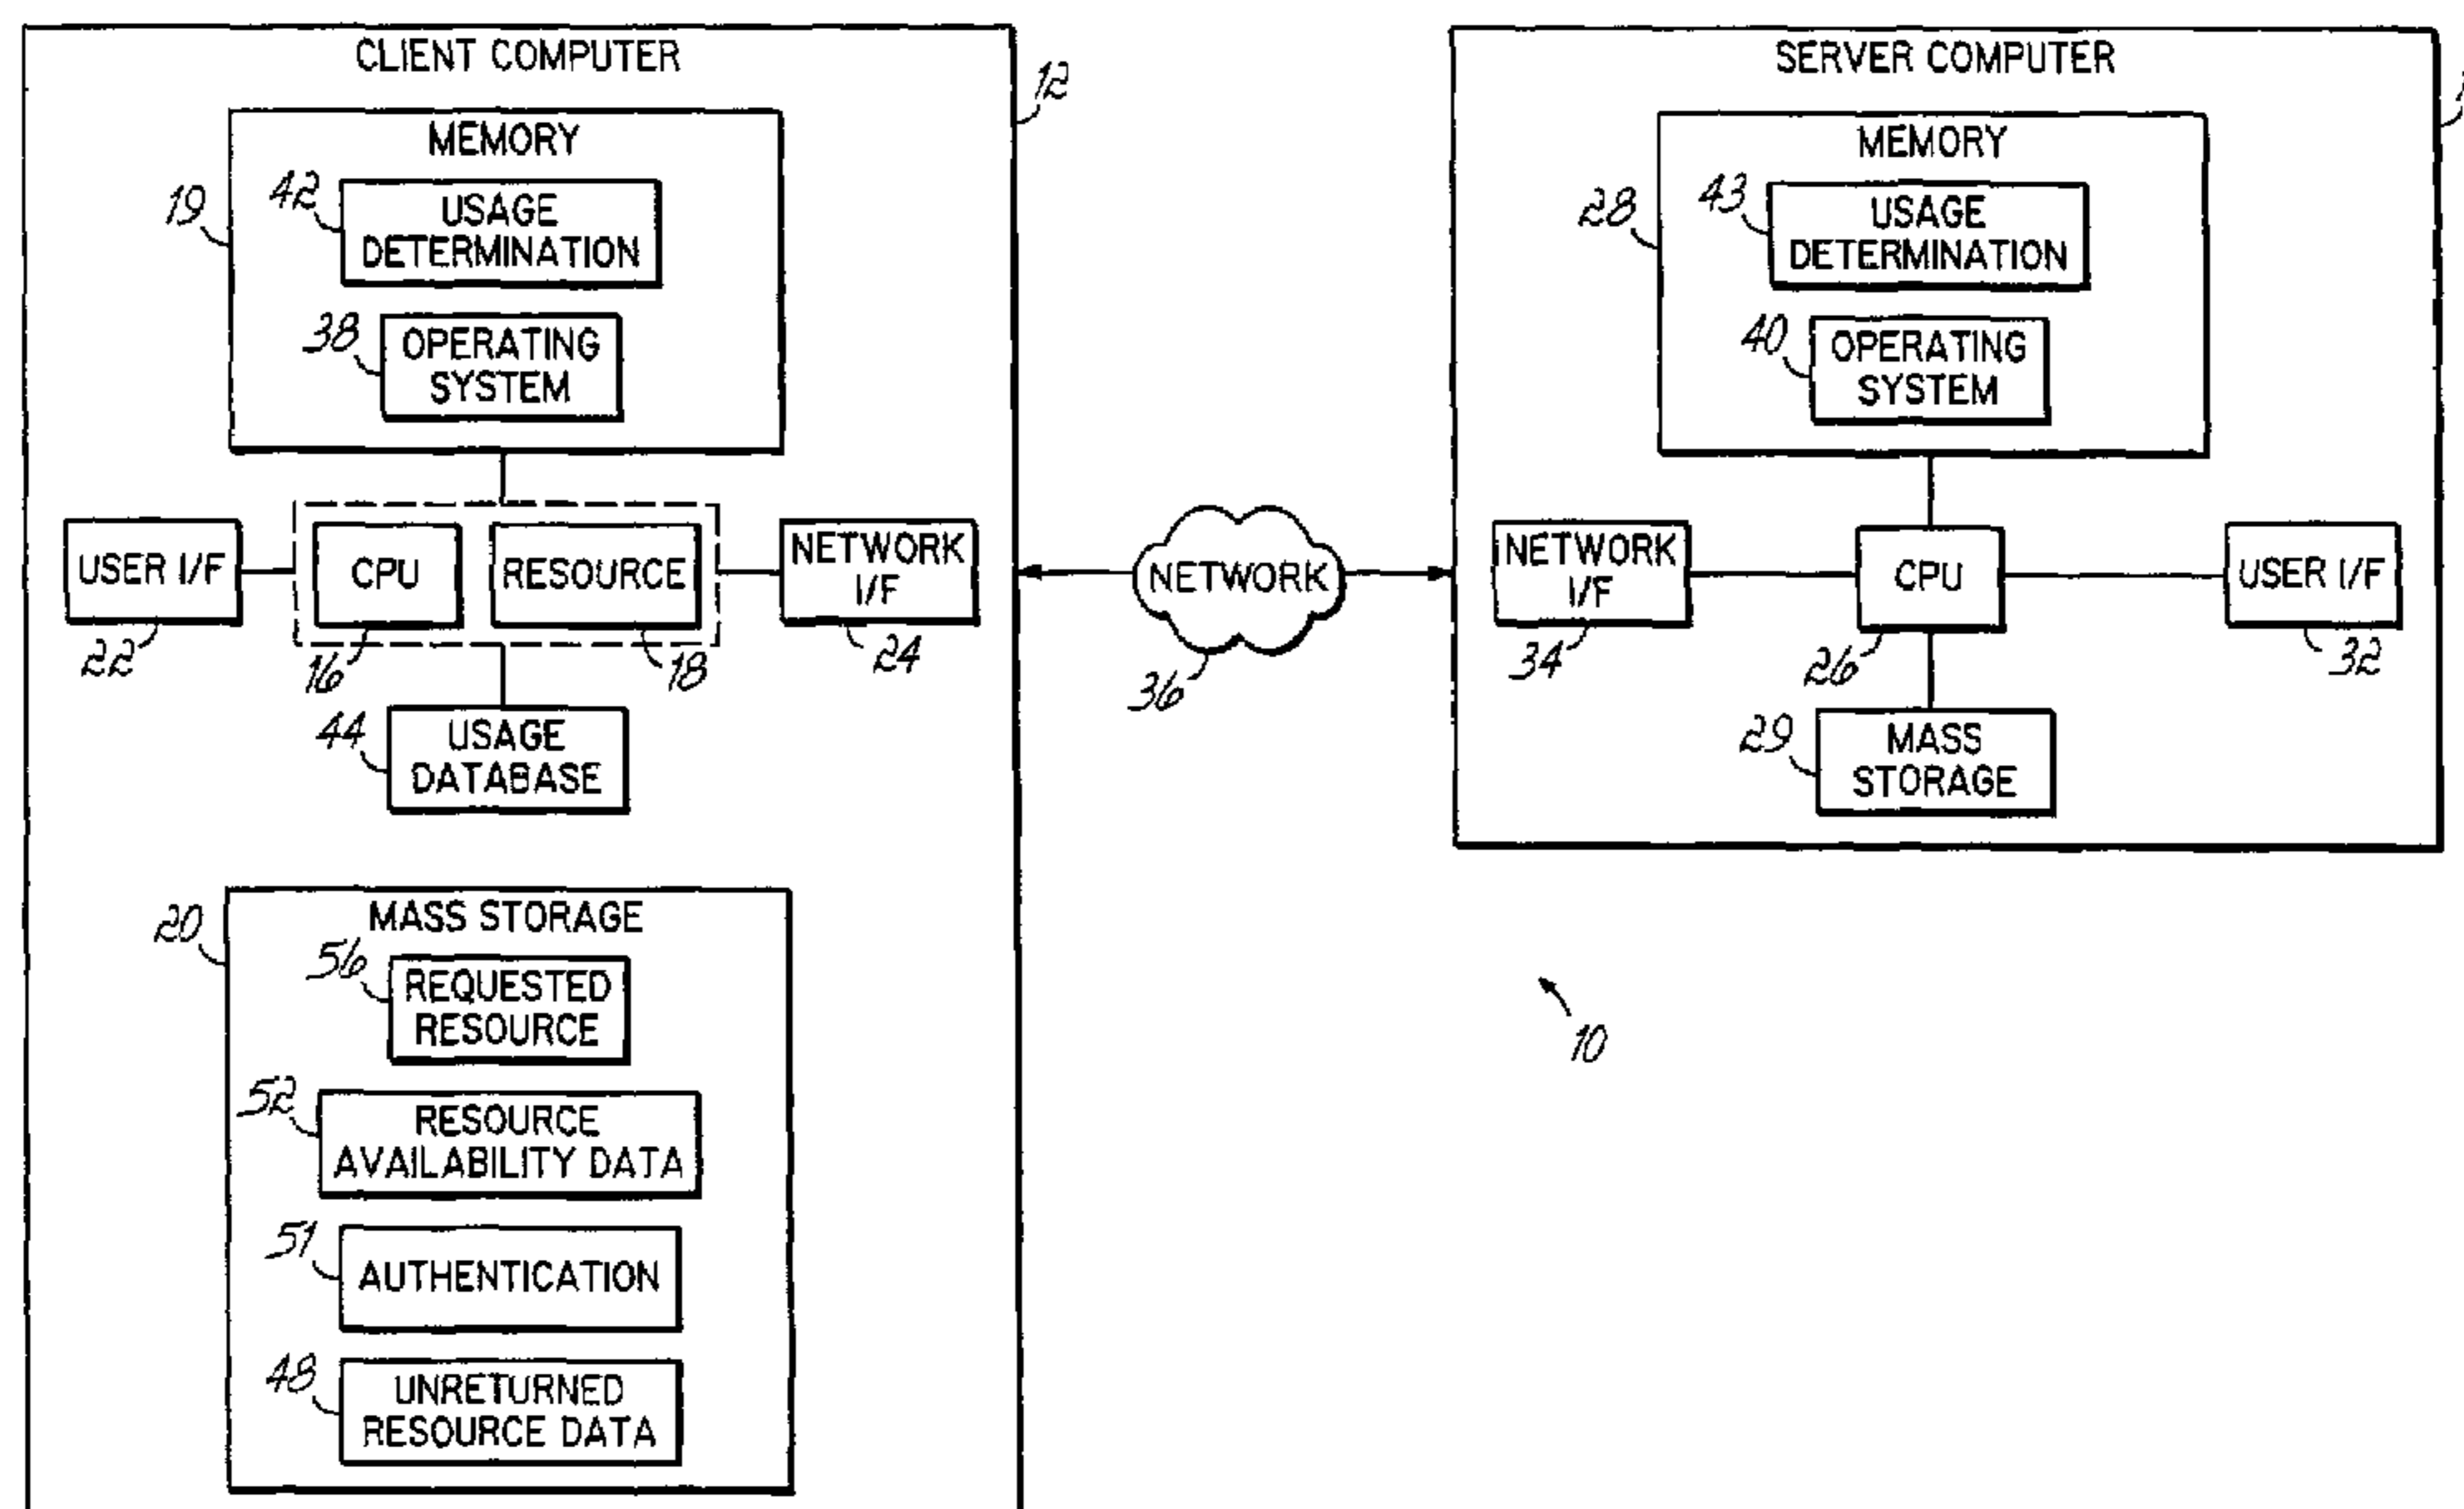 CLIENT COMPUTER
12
MEMORY
19
42
USAGE
DETERMINATION
38
OPERATING
SYSTEM
USER I/F
22
CPU
16
RESOURCE
18
NETWORK
I/F
24
44
USAGE
DATABASE
20
MASS STORAGE
56
REQUESTED
RESOURCE
52
RESOURCE
AVAILABILITY DATA
51
AUTHENTICATION
48
UNRETURNED
RESOURCE DATA
NETWORK
36
SERVER COMPUTER
MEMORY
28
43
USAGE
DETERMINATION
40
OPERATING
SYSTEM
NETWORK
I/F
34
CPU
26
USER I/F
32
29
MASS
STORAGE
10